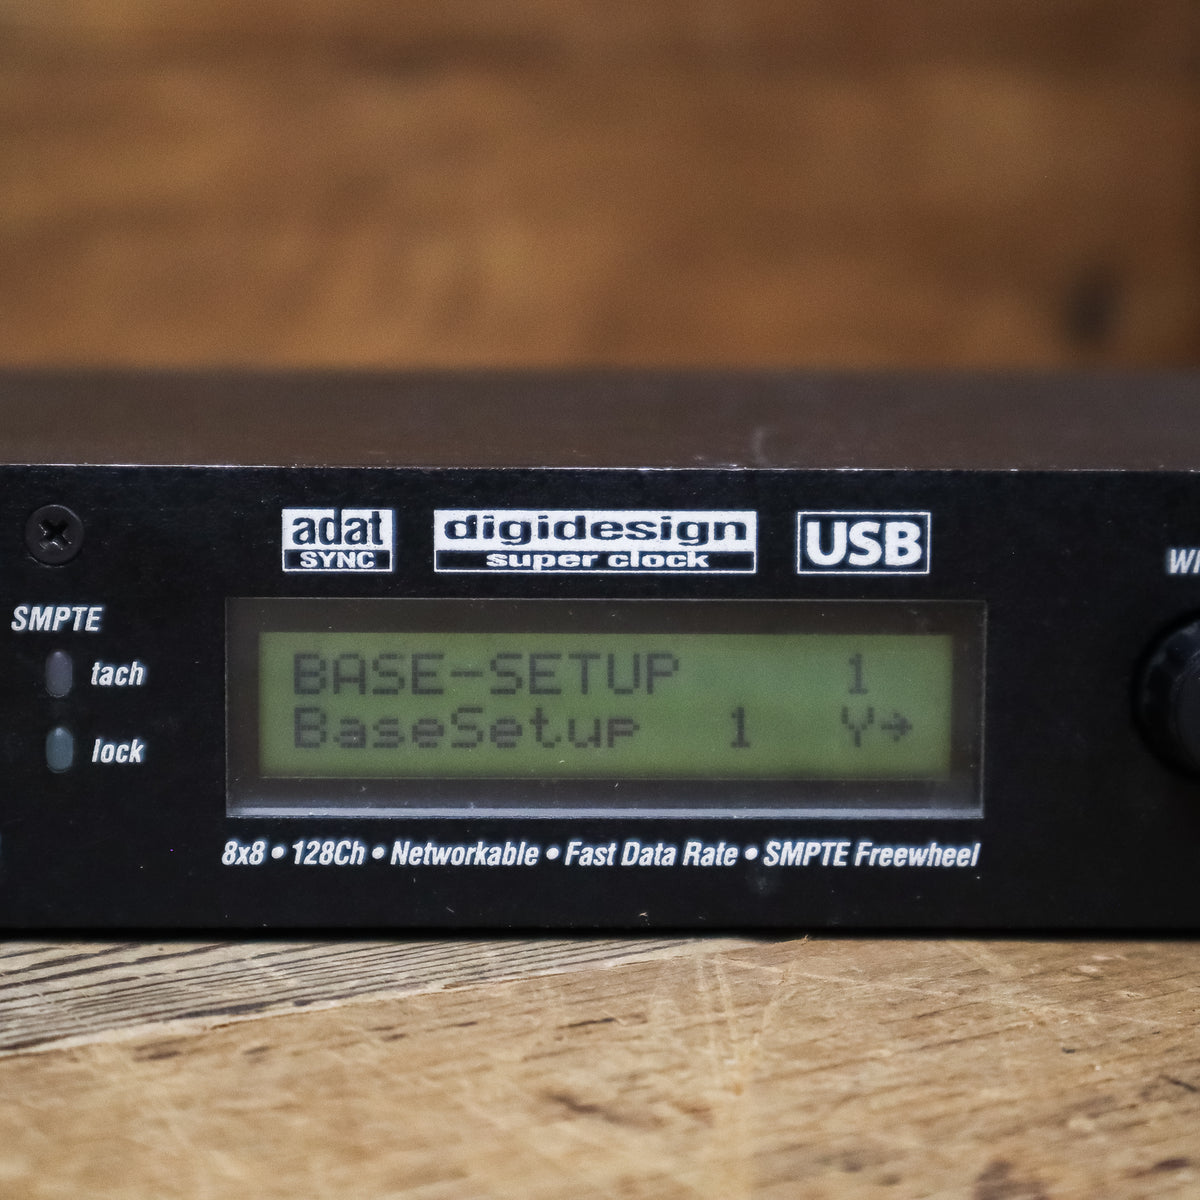 adat
SYNC
digidesign
super clock
USB
SMPTE
tach
lock
BASE-SETUP 1
BaseSetup 1 Y→
8x8 • 128Ch • Networkable • Fast Data Rate • SMPTE Freewheel